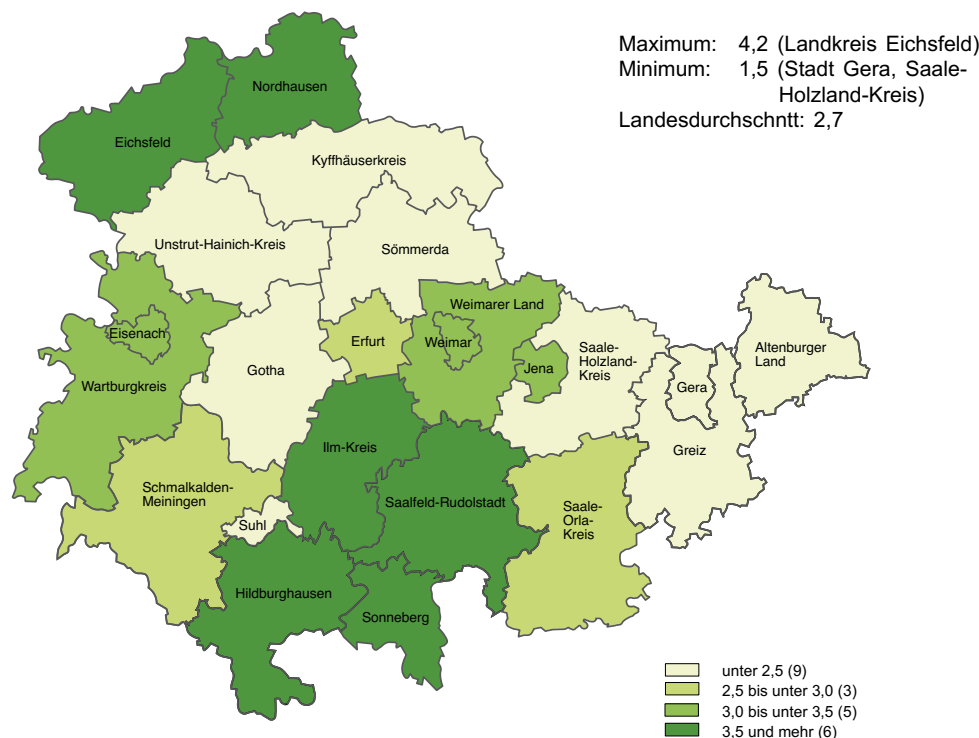 Maximum: 4,2 (Landkreis Eichsfeld)
Minimum: 1,5 (Stadt Gera, Saale-
Holzland-Kreis)
Landesdurchschntt: 2,7
Nordhausen
Eichsfeld
Kyffhäuserkreis
Unstrut-Hainich-Kreis
Sömmerda
Weimarer Land
Eisenach
Erfurt
Weimar
Saale-
Holzland-
Kreis
Altenburger
Land
Wartburgkreis
Gotha
Jena
Gera
Ilm-Kreis
Greiz
Schmalkalden-
Meiningen
Saalfeld-Rudolstadt
Saale-
Orla-
Kreis
Suhl
Hildburghausen
Sonneberg
unter 2,5 (9)
2,5 bis unter 3,0 (3)
3,0 bis unter 3,5 (5)
3,5 und mehr (6)